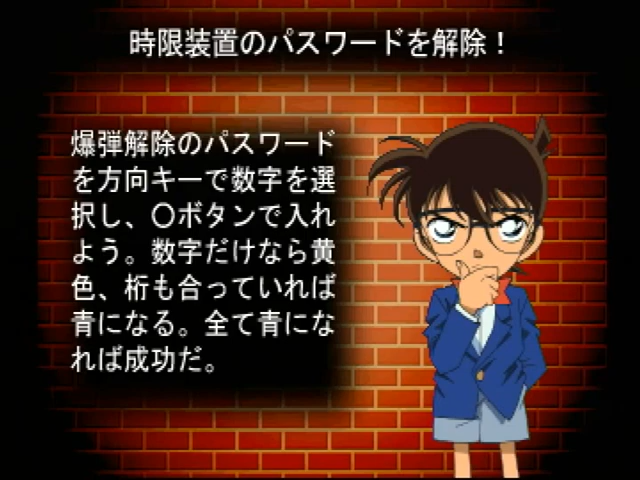 時限装置のパスワードを解除！
爆弾解除のパスワード
を方向キーで数字を選
択し、〇ボタンで入れ
よう。数字だけなら黄
色、桁も合っていれば
青になる。全て青にな
れば成功だ。